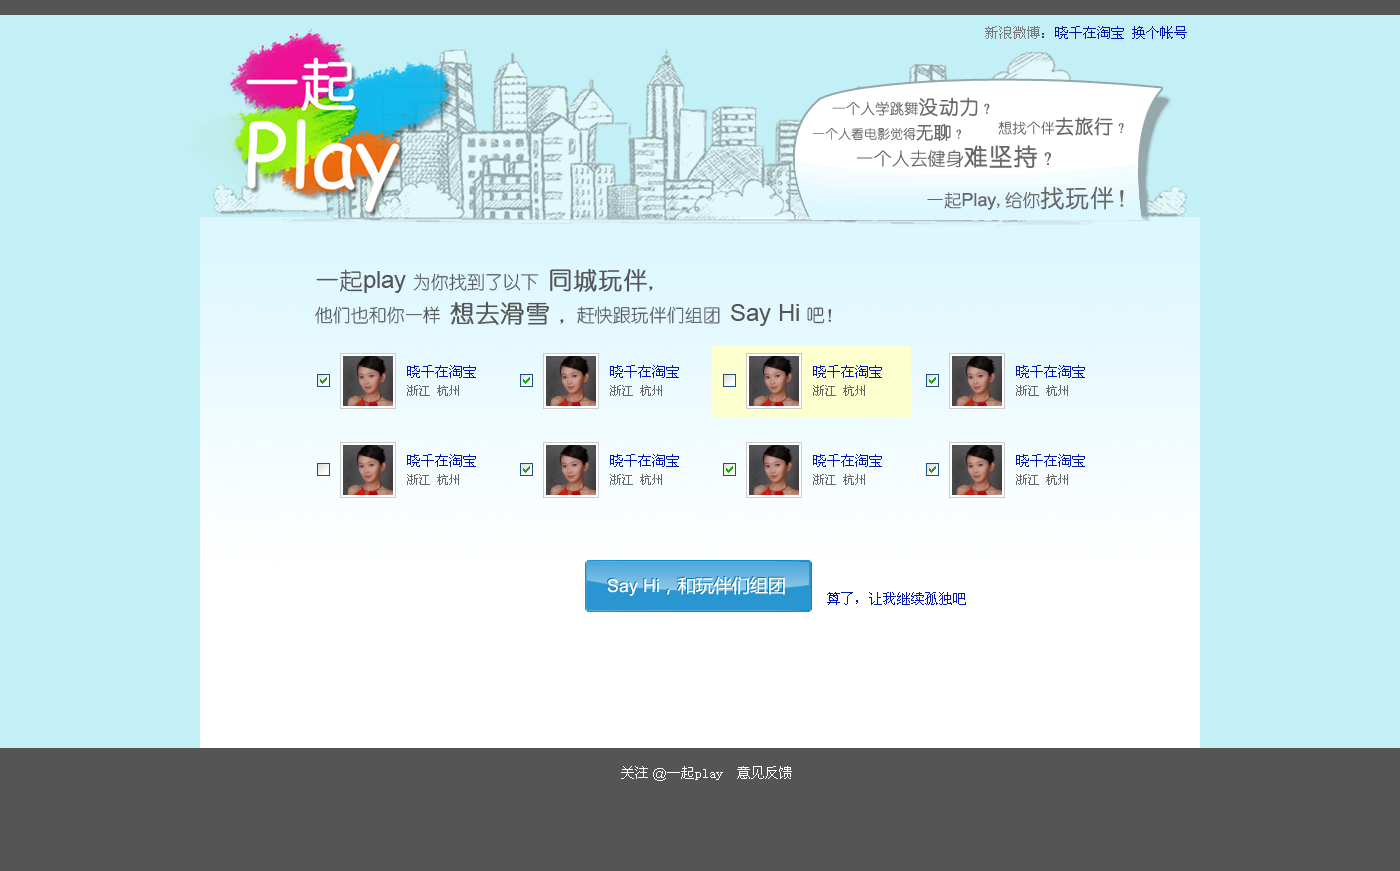 新浪微博：晓千在淘宝 换个帐号
一起
Play
一个人学跳舞没动力？
一个人看电影觉得无聊？
想找个伴去旅行？
一个人去健身难坚持？
一起Play, 给你找玩伴！
一起play 为你找到了以下 同城玩伴,
他们也和你一样 想去滑雪 ，赶快跟玩伴们组团 Say Hi 吧！
晓千在淘宝
浙江 杭州
晓千在淘宝
浙江 杭州
晓千在淘宝
浙江 杭州
晓千在淘宝
浙江 杭州
晓千在淘宝
浙江 杭州
晓千在淘宝
浙江 杭州
晓千在淘宝
浙江 杭州
晓千在淘宝
浙江 杭州
Say Hi，和玩伴们组团
算了，让我继续孤独吧
关注 @一起play 意见反馈